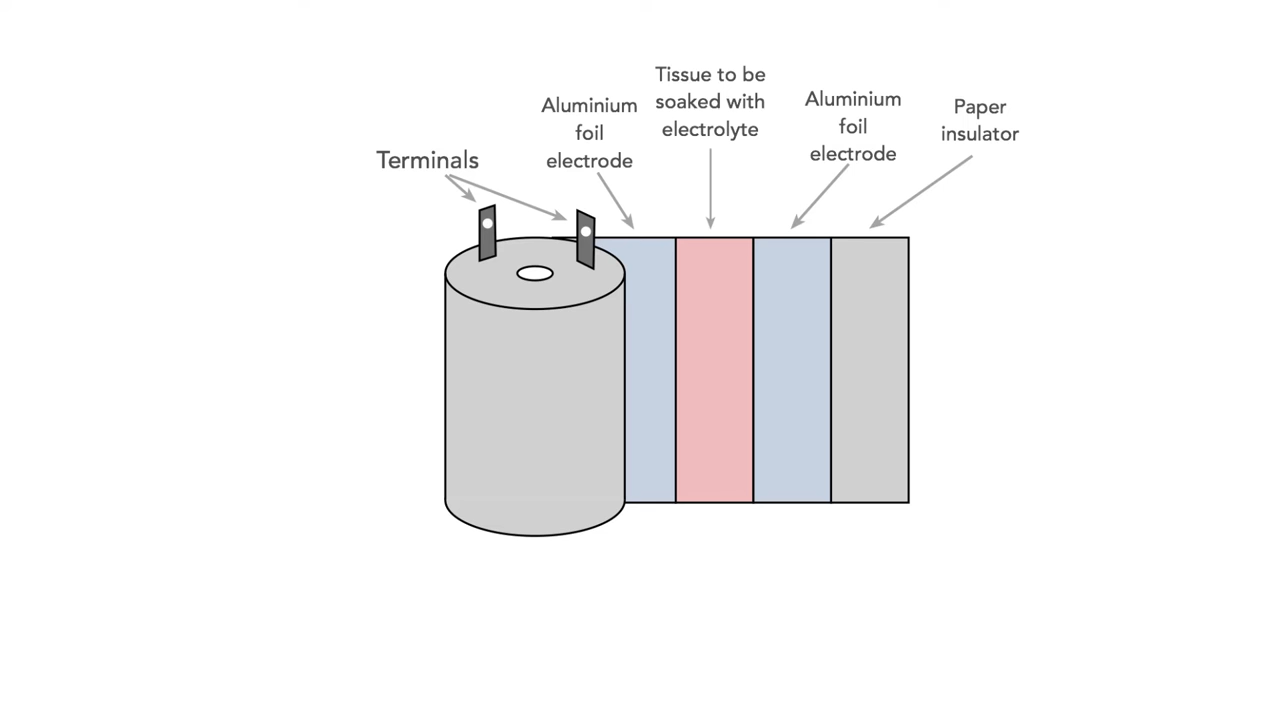 Terminals
Aluminium
foil
electrode
Tissue to be
soaked with
electrolyte
Aluminium
foil
electrode
Paper
insulator